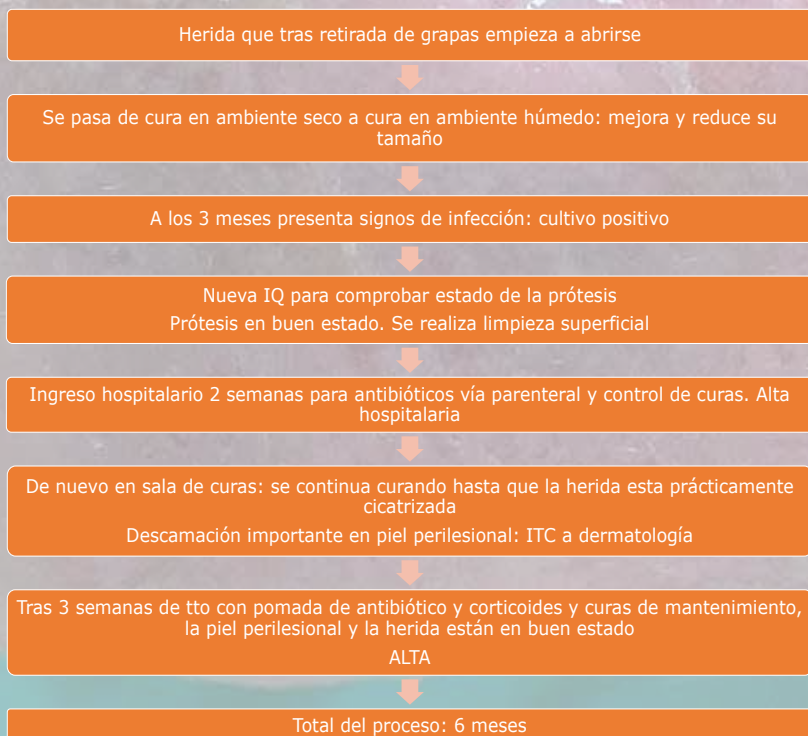 Herida que tras retirada de grapas empieza a abrirse
Se pasa de cura en ambiente seco a cura en ambiente húmedo: mejora y reduce su
tamaño
A los 3 meses presenta signos de infección: cultivo positivo
Nueva IQ para comprobar estado de la prótesis
Prótesis en buen estado. Se realiza limpieza superficial
Ingreso hospitalario 2 semanas para antibióticos vía parenteral y control de curas. Alta
hospitalaria
De nuevo en sala de curas: se continua curando hasta que la herida esta prácticamente
cicatrizada
Descamación importante en piel perilesional: ITC a dermatología
Tras 3 semanas de tto con pomada de antibiótico y corticoides y curas de mantenimiento,
la piel perilesional y la herida están en buen estado
ALTA
Total del proceso: 6 meses